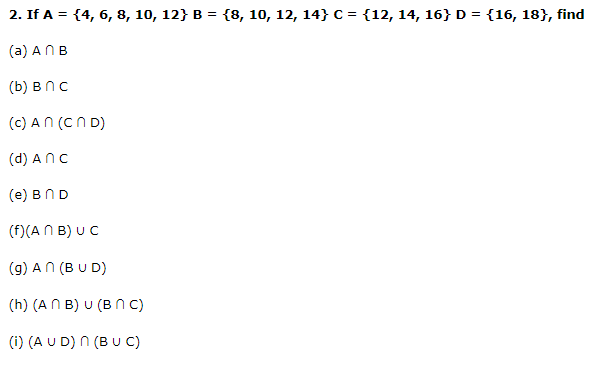 2. If A = {4, 6, 8, 10, 12} B = {8, 10, 12, 14} C = {12, 14, 16} D = {16, 18}, find
(a) A ∩ B
(b) B ∩ C
(c) A ∩ (C ∩ D)
(d) A ∩ C
(e) B ∩ D
(f)(A ∩ B) ∪ C
(g) A ∩ (B ∪ D)
(h) (A ∩ B) ∪ (B ∩ C)
(i) (A ∪ D) ∩ (B ∪ C)